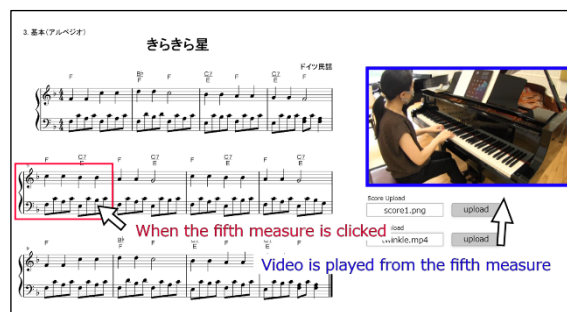 3. 基本(アルペジオ)
きらきら星
ドイツ民謡
F B♭ F C7 F C7 F
F E E
F C7 F C7 F C7 F C7
E E E E
When the fifth measure is clicked
F B♭ F
F
Score Upload
score1.png upload
load
twinkle.mp4 upload
Video is played from the fifth measure